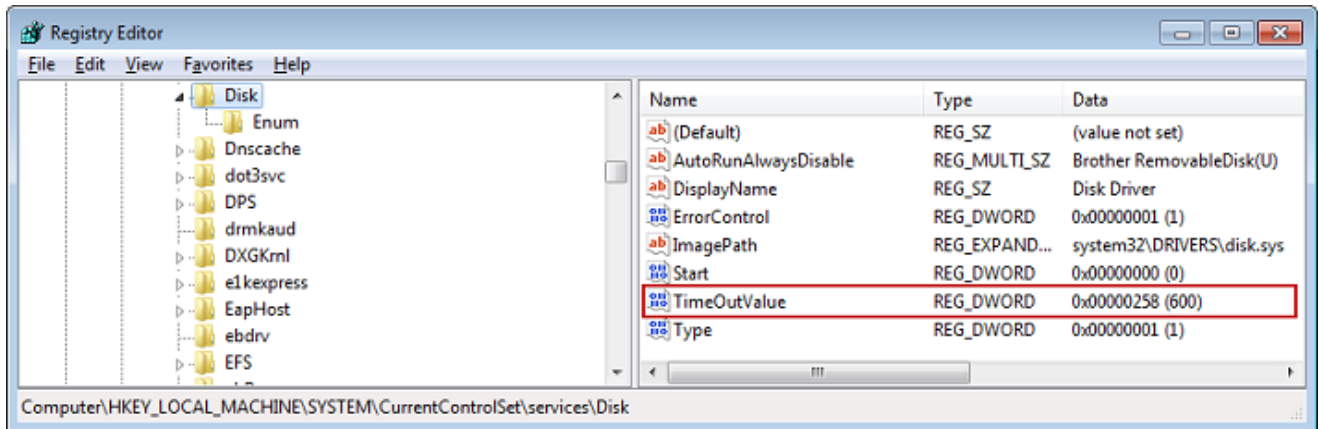 Registry Editor
File Edit View Favorites Help
Disk
Enum
Dnscache
dot3svc
DPS
drmkaud
DXGKrnl
e1kexpress
EapHost
ebdrv
EFS
Name Type Data
(Default) REG_SZ (value not set)
AutoRunAlwaysDisable REG_MULTI_SZ Brother RemovableDisk(U)
DisplayName REG_SZ Disk Driver
ErrorControl REG_DWORD 0x00000001 (1)
ImagePath REG_EXPAND... system32\DRIVERS\disk.sys
Start REG_DWORD 0x00000000 (0)
TimeOutValue REG_DWORD 0x00000258 (600)
Type REG_DWORD 0x00000001 (1)
Computer\HKEY_LOCAL_MACHINE\SYSTEM\CurrentControlSet\services\Disk